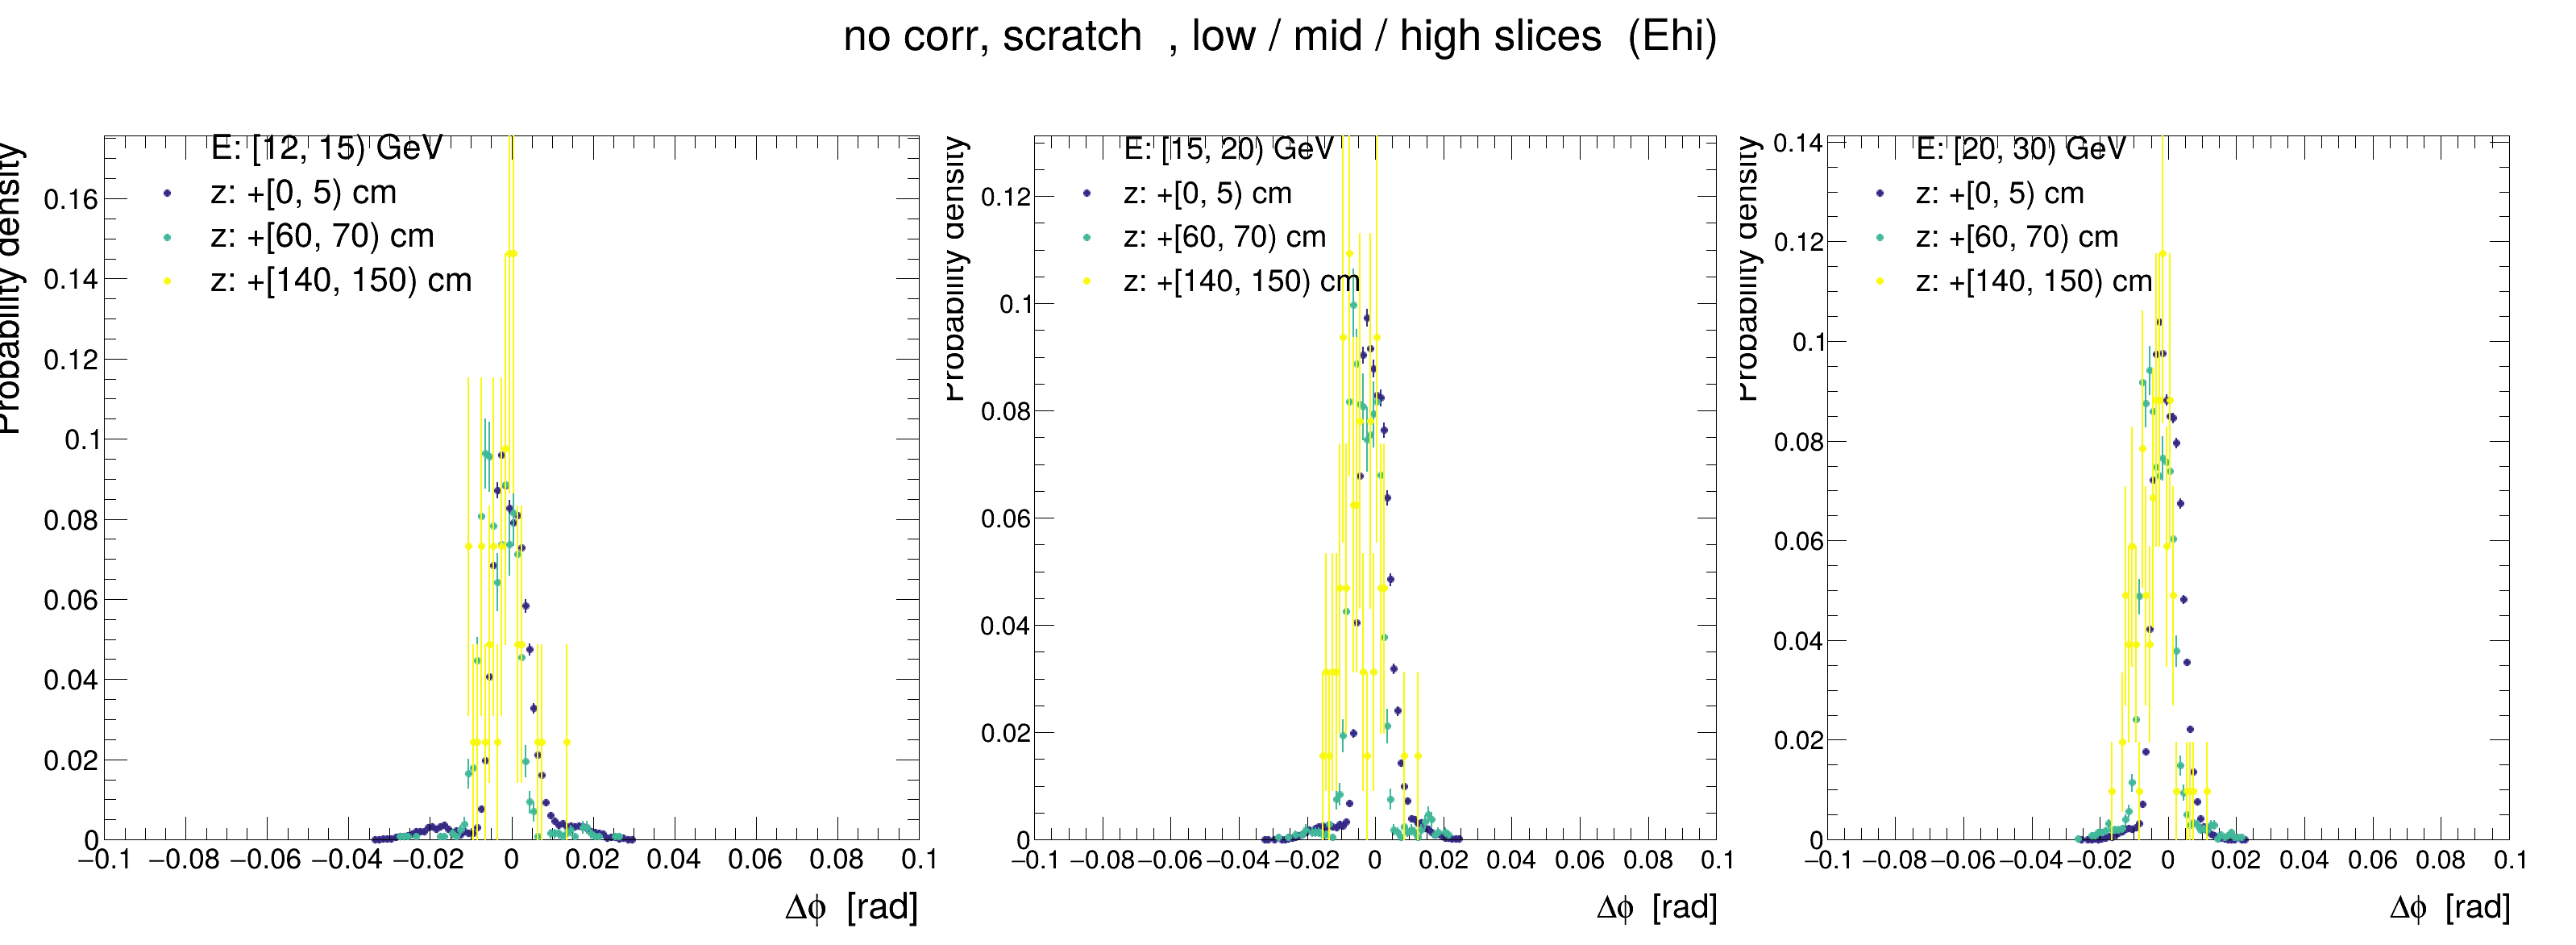 no corr, scratch , low / mid / high slices (Ehi)
Probability density
E: [12, 15) GeV
z: +[0, 5) cm
z: +[60, 70) cm
z: +[140, 150) cm
0.16
0.14
0.12
0.1
0.08
0.06
0.04
0.02
0
−0.1 −0.08 −0.06 −0.04 −0.02 0 0.02 0.04 0.06 0.08 0.1
Δϕ [rad]
Probability density
E: [15, 20) GeV
z: +[0, 5) cm
z: +[60, 70) cm
z: +[140, 150) cm
0.12
0.1
0.08
0.06
0.04
0.02
0
−0.1 −0.08 −0.06 −0.04 −0.02 0 0.02 0.04 0.06 0.08 0.1
Δϕ [rad]
Probability density
E: [20, 30) GeV
z: +[0, 5) cm
z: +[60, 70) cm
z: +[140, 150) cm
0.14
0.12
0.1
0.08
0.06
0.04
0.02
0
−0.1 −0.08 −0.06 −0.04 −0.02 0 0.02 0.04 0.06 0.08 0.1
Δϕ [rad]